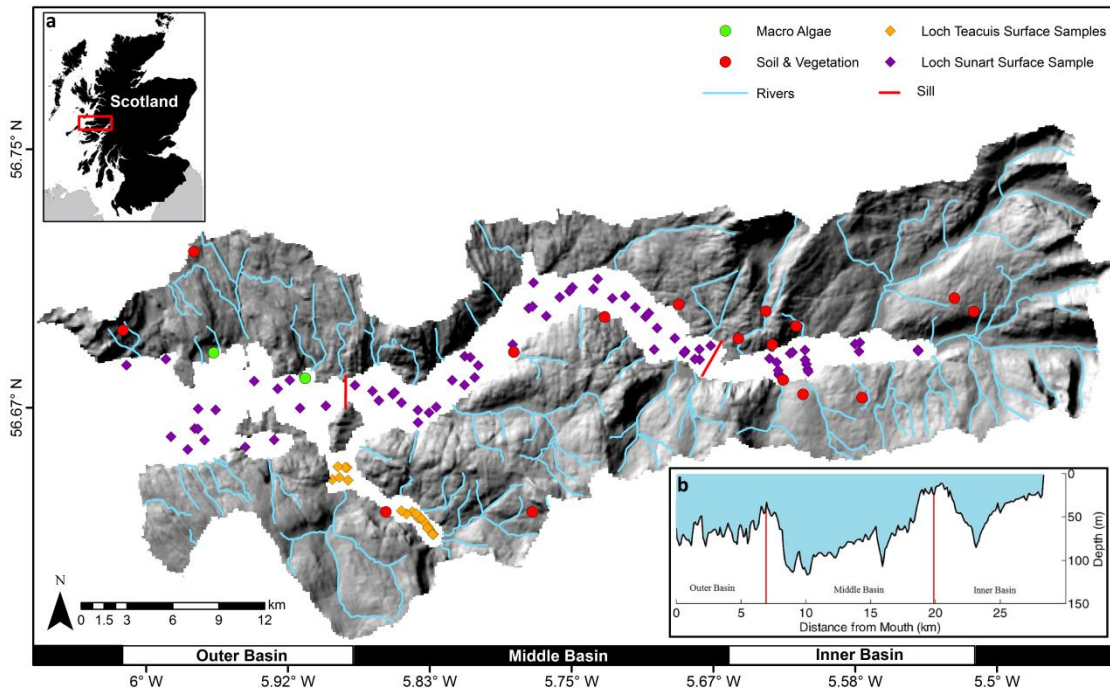 a
Scotland
Macro Algae
Soil & Vegetation
Rivers
Loch Teacuis Surface Samples
Loch Sunart Surface Sample
Sill
56.75° N
56.67° N
N
0 1.5 3 6 9 12
km
b
0
50
100
150
Depth (m)
Outer Basin
Middle Basin
Inner Basin
0 5 10 15 20 25 30
Distance from Mouth (km)
Outer Basin
Middle Basin
Inner Basin
6° W
5.92° W
5.83° W
5.75° W
5.67° W
5.58° W
5.5° W